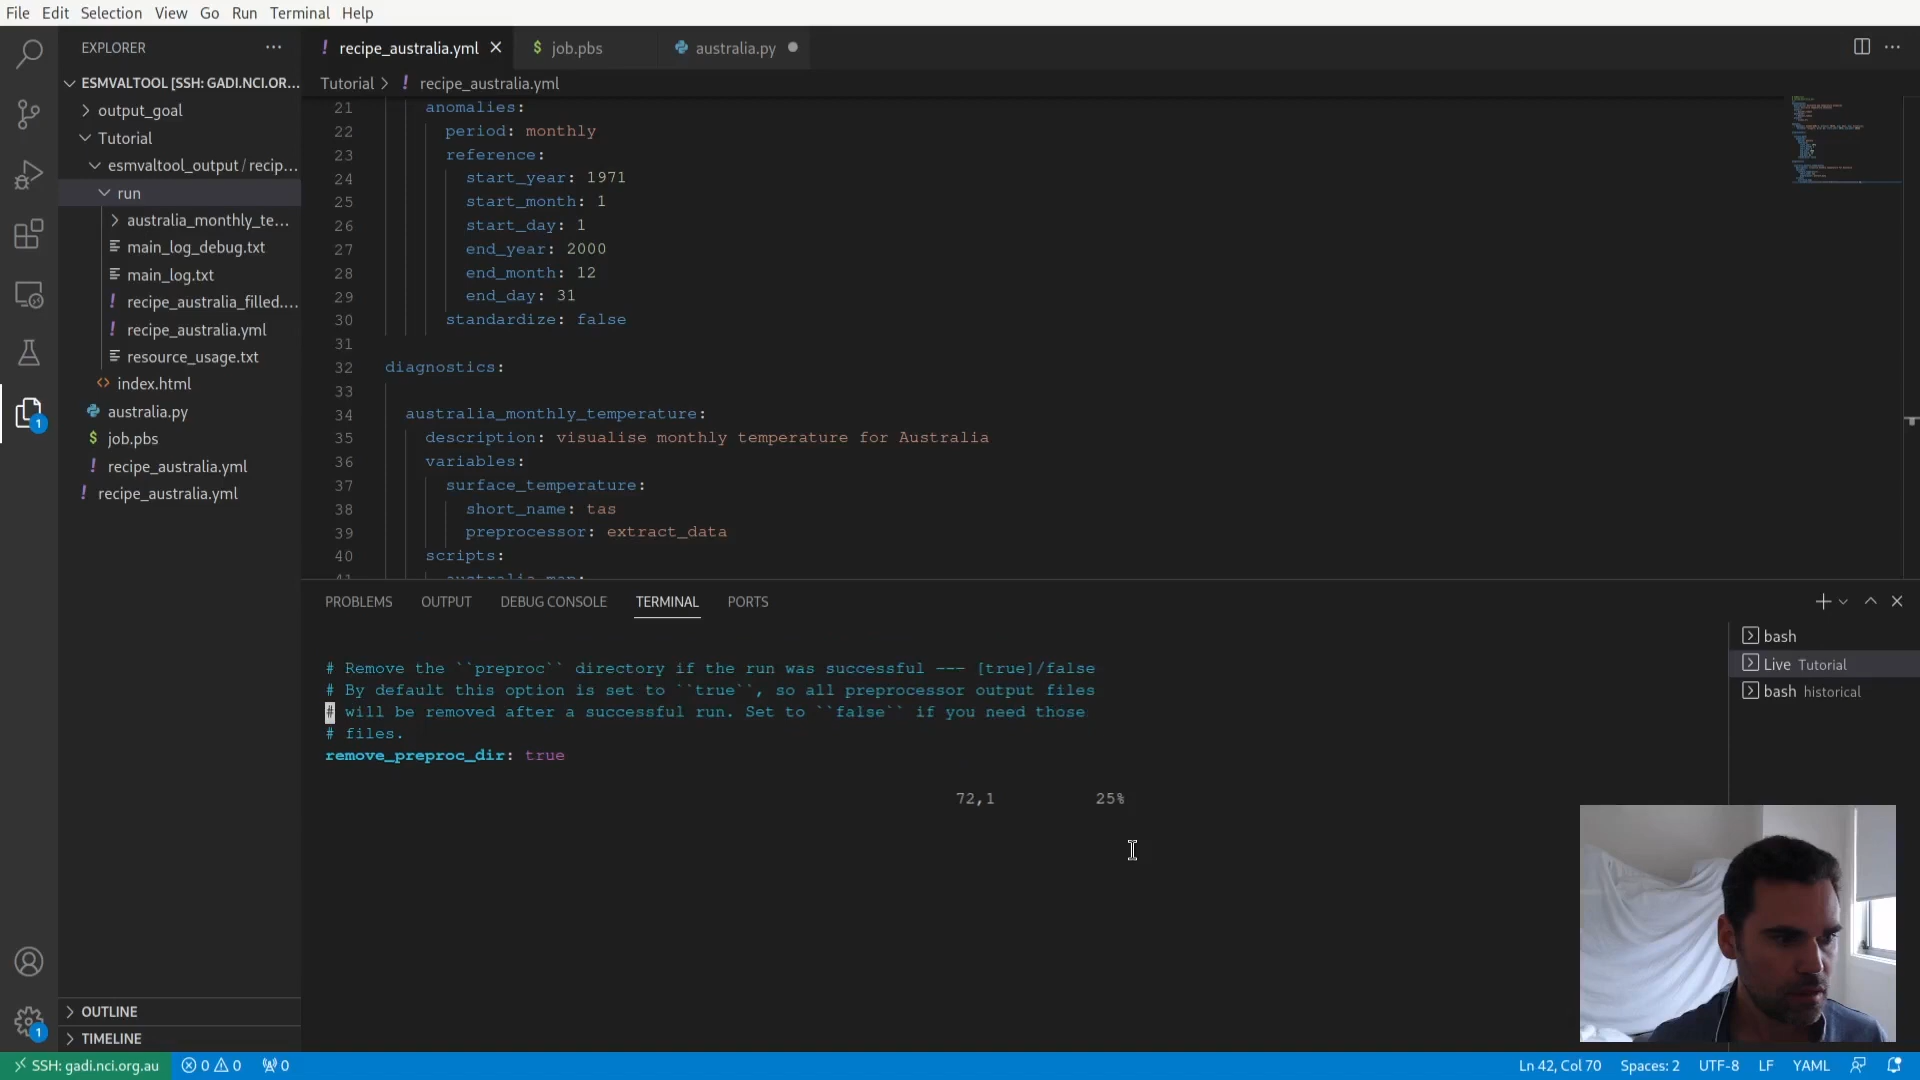 File Edit Selection View Go Run Terminal Help
EXPLORER
recipe_australia.yml
job.pbs
australia.py
ESMVALTOOL [SSH: GADI.NCI.OR...
output_goal
Tutorial
esmvaltool_output / recip...
run
australia_monthly_te...
main_log_debug.txt
main_log.txt
recipe_australia_filled....
recipe_australia.yml
resource_usage.txt
index.html
australia.py
job.pbs
recipe_australia.yml
recipe_australia.yml
OUTLINE
TIMELINE
Tutorial > ! recipe_australia.yml
21 anomalies:
22 period: monthly
23 reference:
24 start_year: 1971
25 start_month: 1
26 start_day: 1
27 end_year: 2000
28 end_month: 12
29 end_day: 31
30 standardize: false
31
32 diagnostics:
33
34 australia_monthly_temperature:
35 description: visualise monthly temperature for Australia
36 variables:
37 surface_temperature:
38 short_name: tas
39 preprocessor: extract_data
40 scripts:
41 australia_map:
PROBLEMS OUTPUT DEBUG CONSOLE TERMINAL PORTS
# Remove the ``preproc`` directory if the run was successful --- [true]/false
# By default this option is set to ``true``, so all preprocessor output files
# will be removed after a successful run. Set to ``false`` if you need those
# files.
remove_preproc_dir: true
72,1 25%
bash
Live Tutorial
bash historical
1
1
SSH: gadi.nci.org.au 0 0 0 Ln 42, Col 70 Spaces: 2 UTF-8 LF YAML